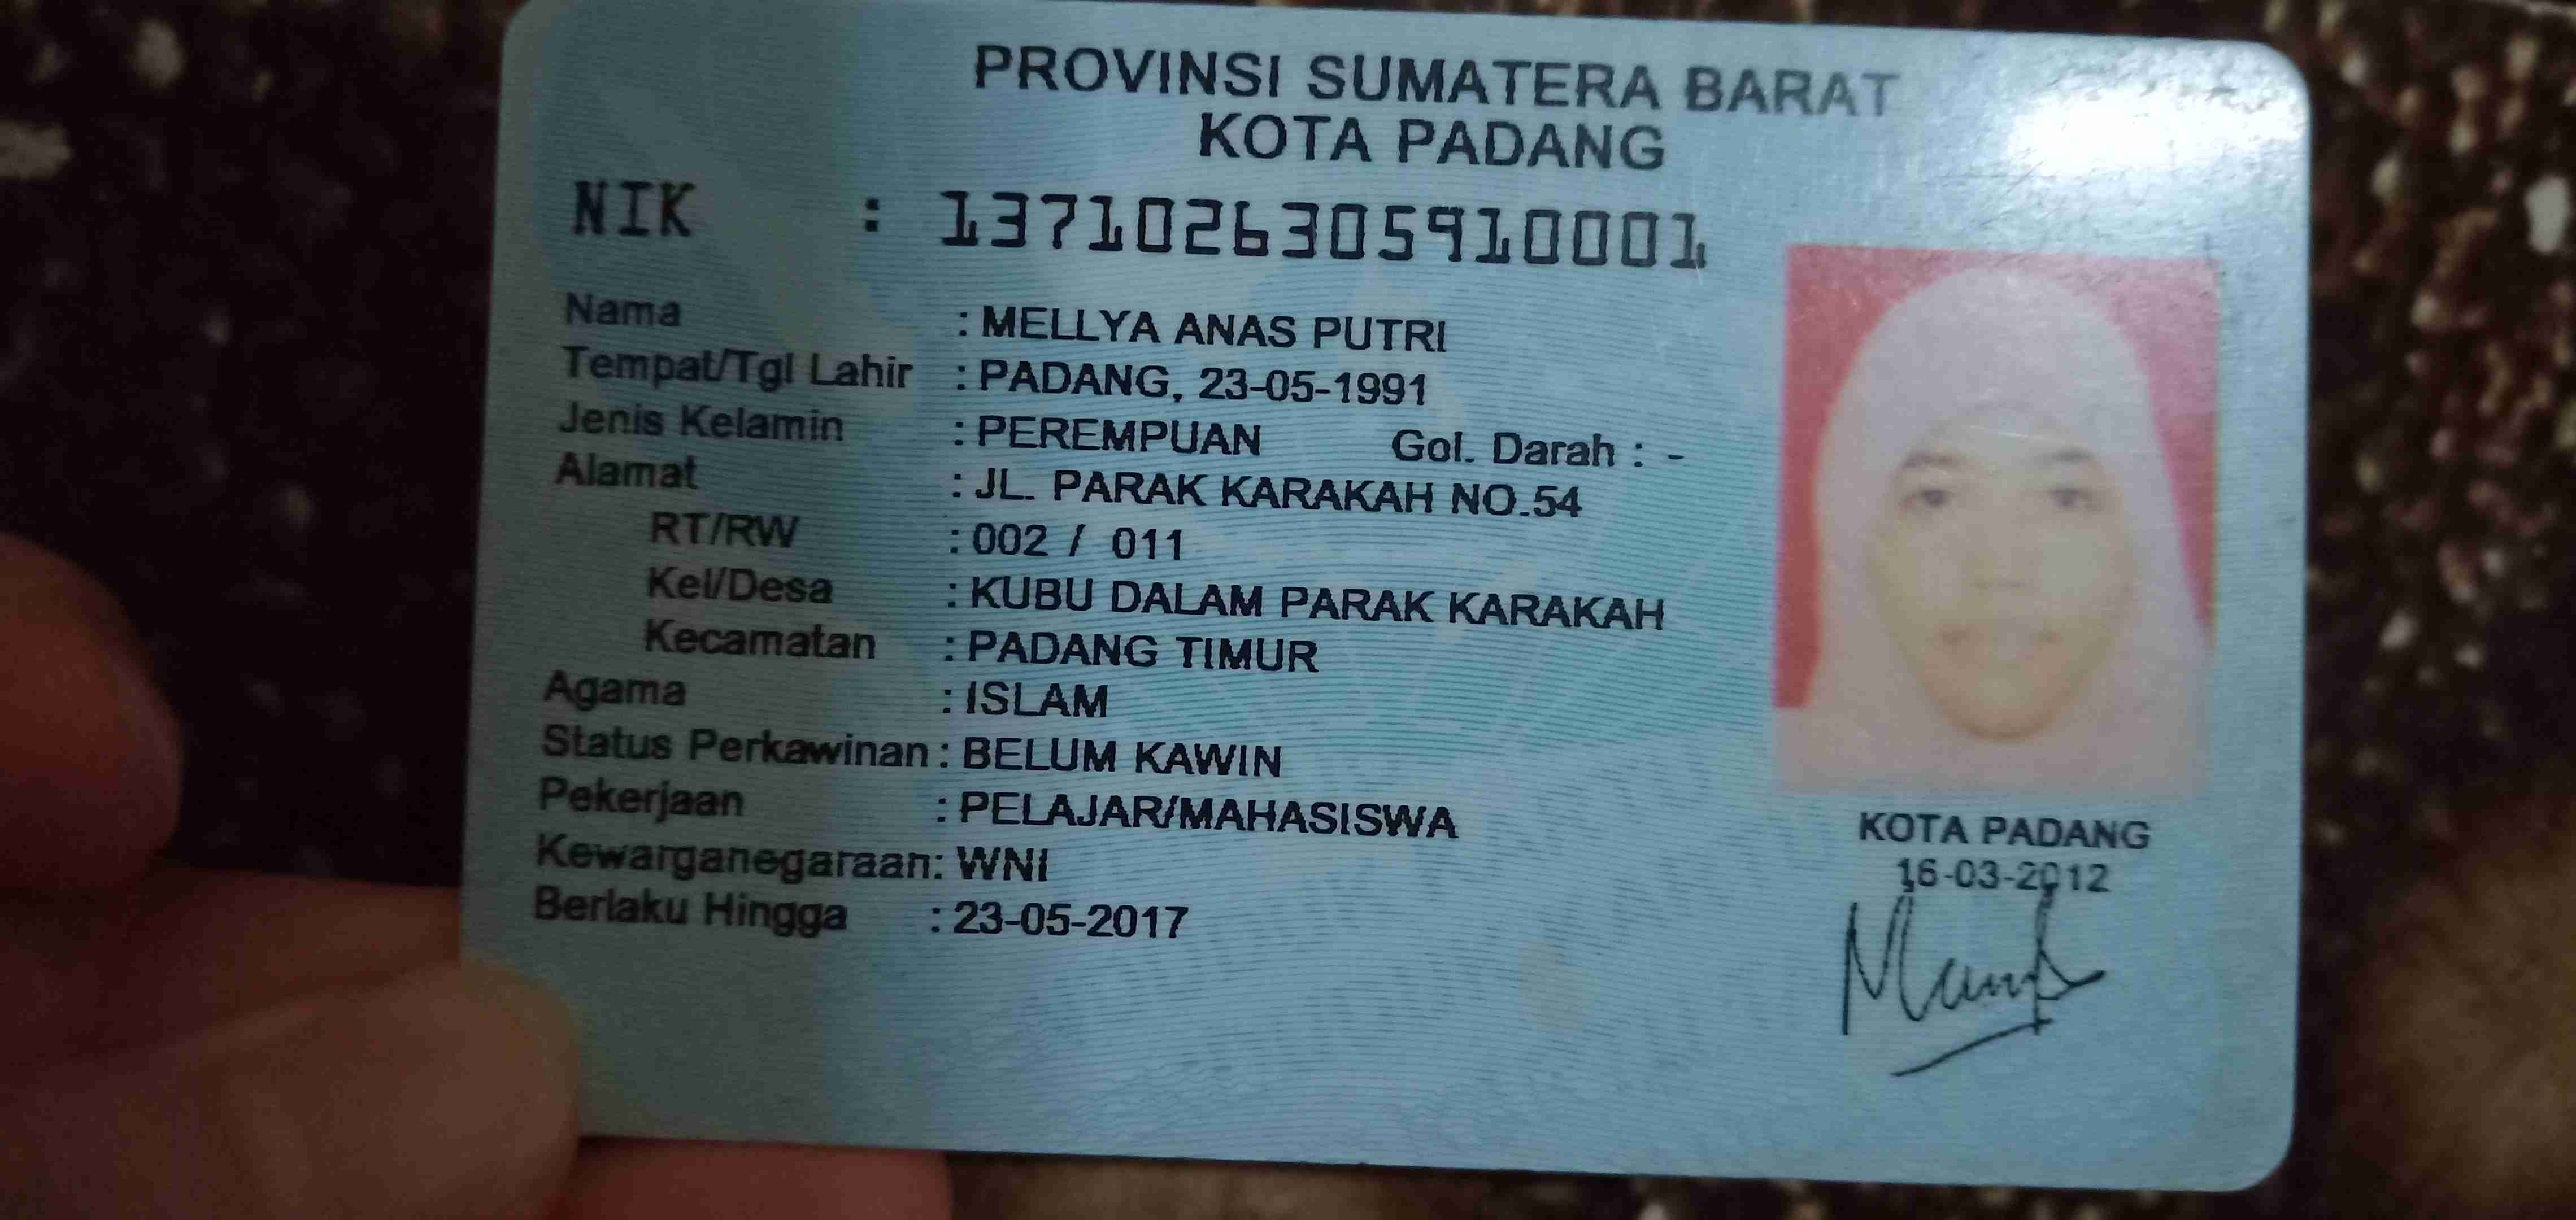 PROVINSI SUMATERA BARAT
KOTA PADANG
NIK : 1371026305910001
Nama : MELLYA ANAS PUTRI
Tempat/Tgl Lahir : PADANG, 23-05-1991
Jenis Kelamin : PEREMPUAN Gol. Darah : -
Alamat : JL. PARAK KARAKAH NO.54
RT/RW : 002 / 011
Kel/Desa : KUBU DALAM PARAK KARAKAH
Kecamatan : PADANG TIMUR
Agama : ISLAM
Status Perkawinan : BELUM KAWIN
Pekerjaan : PELAJAR/MAHASISWA
Kewarganegaraan: WNI
Berlaku Hingga : 23-05-2017
KOTA PADANG
16-03-2012